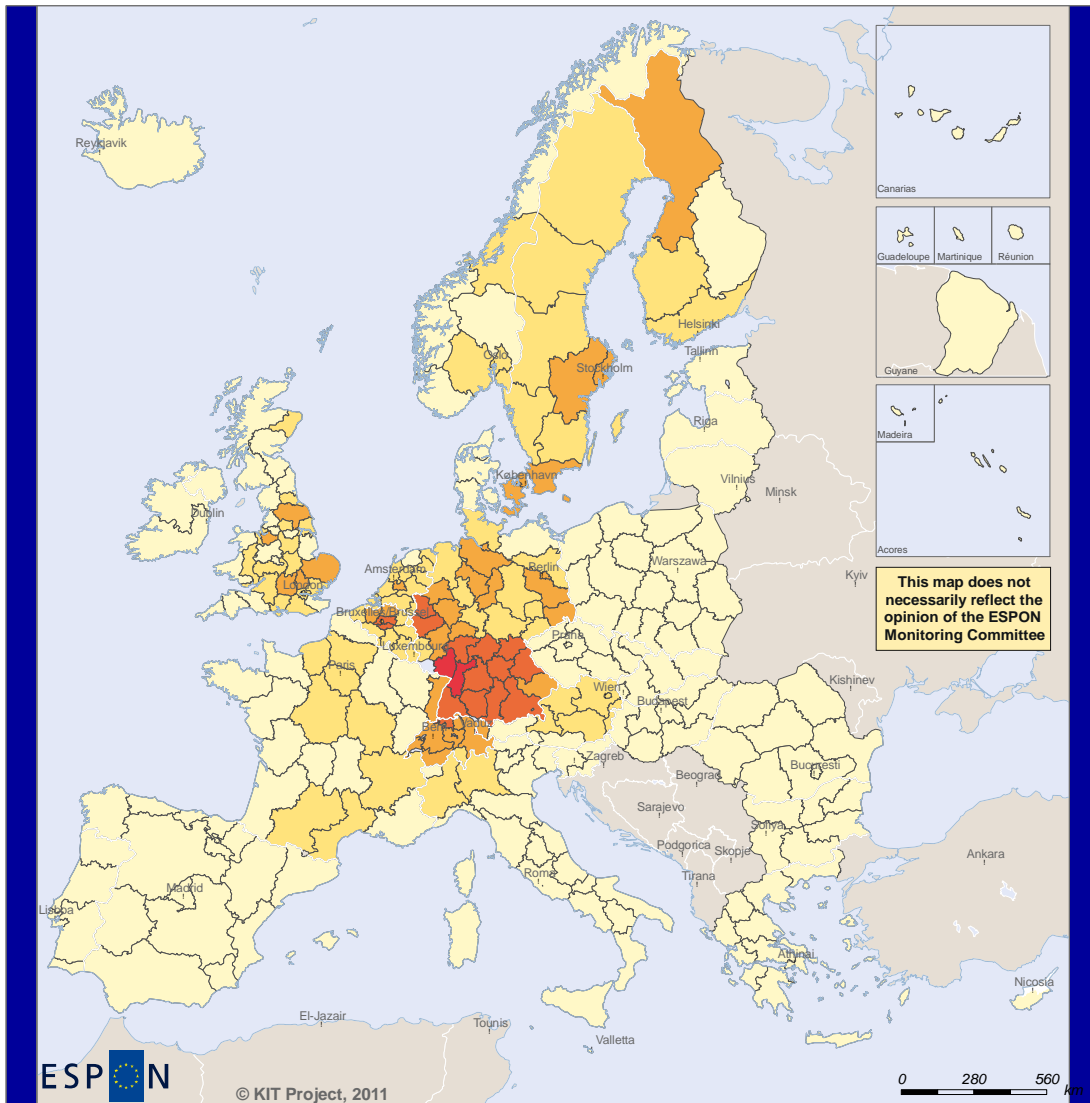 Canarias
Guadeloupe
Martinique
Réunion
Guyane
Madeira
Acores
This map does not
necessarily reflect the
opinion of the ESPON
Monitoring Committee
Reykjavik
Oslo
Helsinki
Tallinn
Stockholm
Riga
København
Vilnius
Minsk
Dublin
Amsterdam
Berlin
Warszawa
London
Kyiv
Bruxelles/Brussel
Luxembourg
Praha
Paris
Wien
Kishinev
Budapest
Bern
Vaduz
Zagreb
Bucuresti
Beograd
Sarajevo
Sofiya
Podgorica
Skopje
Ankara
Roma
Tirana
Madrid
Lisboa
Athinai
Nicosia
El-Jazair
Tounis
Valletta
ESPON
© KIT Project, 2011
0 280 560
km